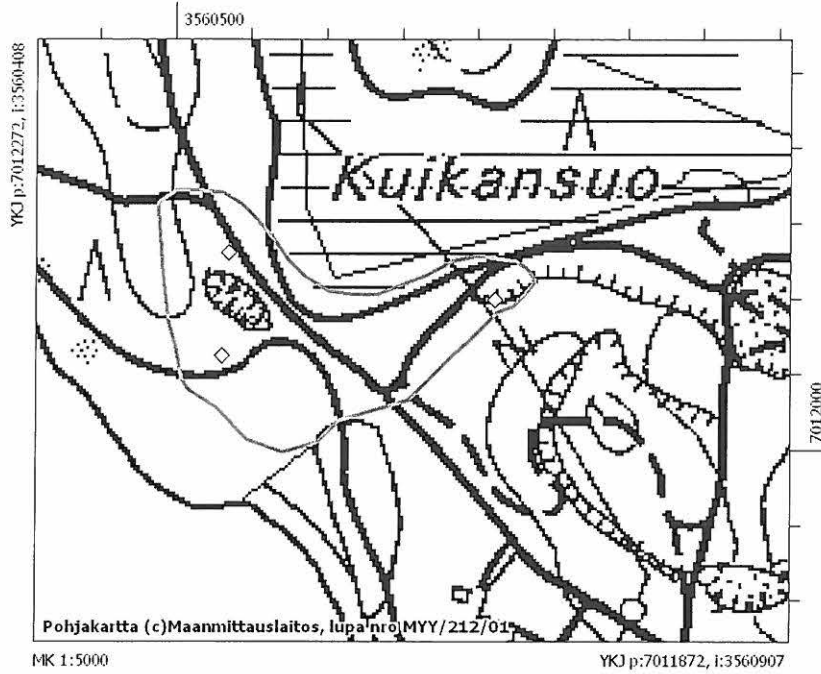 3560500
YKJ p:7012272, i:3560408
Kuikansuo
7012000
Pohjakartta (c)Maanmittauslaitos, lupa nro MYY/212/01
MK 1:5000
YKJ p:7011872, i:3560907